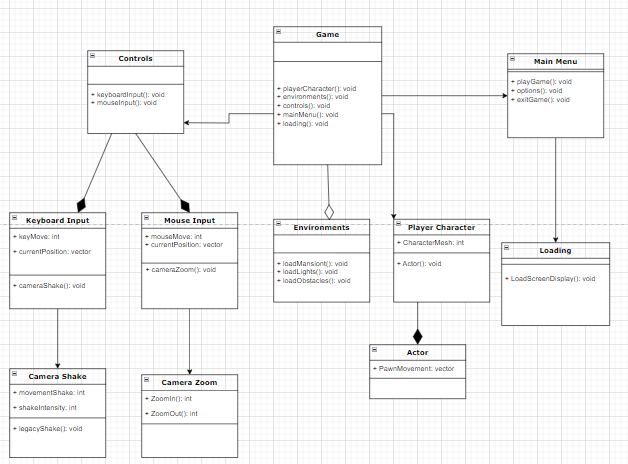 Game
+ playerCharacter(): void
+ environments(): void
+ controls(): void
+ mainMenu(): void
+ loading(): void
Controls
+ keyboardInput(): void
+ mouseInput(): void
Main Menu
+ playGame(): void
+ options(): void
+ exitGame(): void
Keyboard Input
+ keyMove: int
+ currentPosition: vector
+ cameraShake(): void
Mouse Input
+ mouseMove: int
+ currentPosition: vector
+ cameraZoom(): void
Environments
+ loadMansiont(): void
+ loadLights(): void
+ loadObstacles(): void
Player Character
+ CharacterMesh: int
+ Actor(): void
Loading
+ LoadScreenDisplay(): void
Camera Shake
+ movementShake: int
+ shakeIntensity: int
+ legacyShake(): void
Camera Zoom
+ ZoomIn(): int
+ ZoomOut(): int
Actor
+ PawnMovement: vector